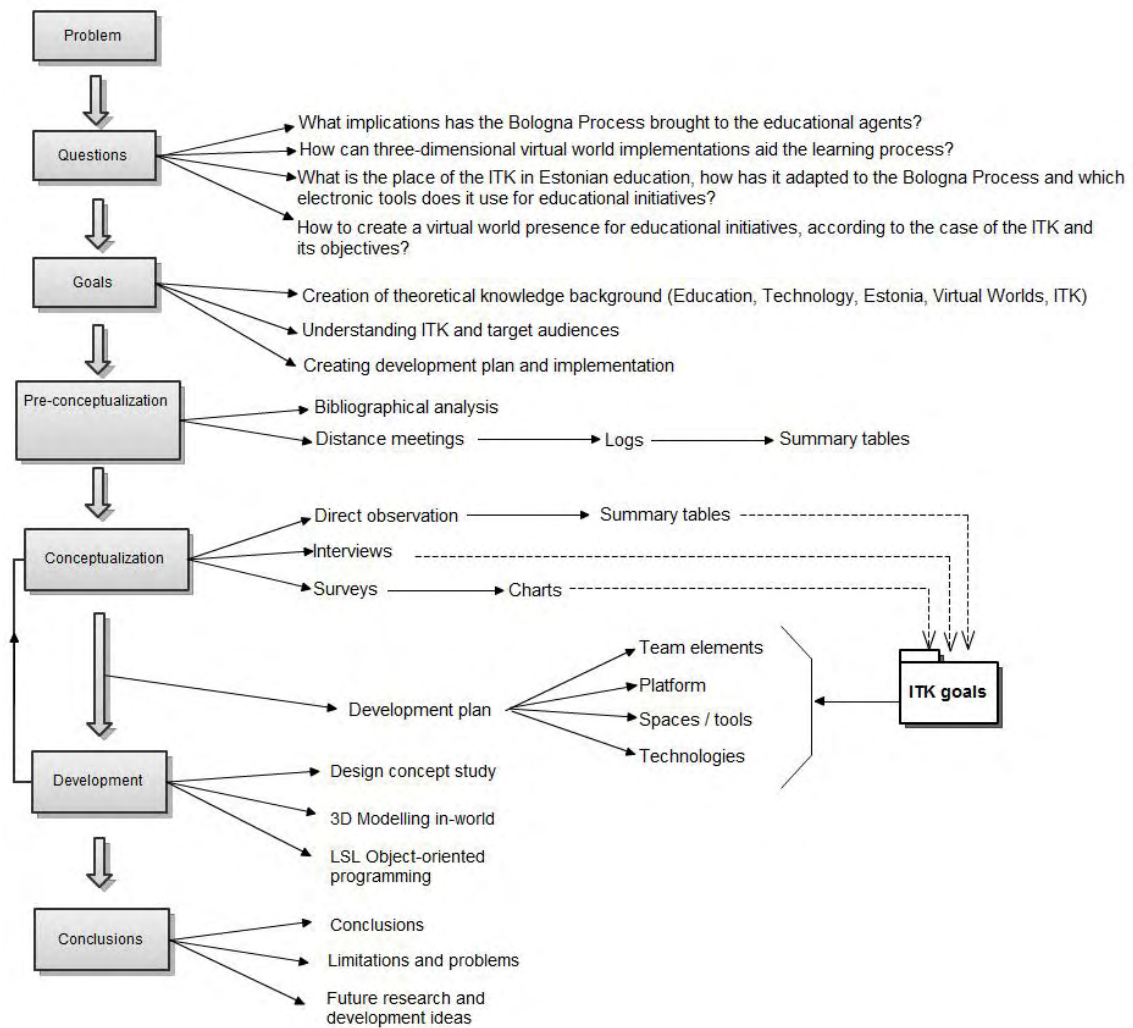 Problem
Questions
What implications has the Bologna Process brought to the educational agents?
How can three-dimensional virtual world implementations aid the learning process?
What is the place of the ITK in Estonian education, how has it adapted to the Bologna Process and which
electronic tools does it use for educational initiatives?
How to create a virtual world presence for educational initiatives, according to the case of the ITK and
its objectives?
Goals
Creation of theoretical knowledge background (Education, Technology, Estonia, Virtual Worlds, ITK)
Understanding ITK and target audiences
Creating development plan and implementation
Pre-conceptualization
Bibliographical analysis
Distance meetings
Logs
Summary tables
Conceptualization
Direct observation
Summary tables
Interviews
Surveys
Charts
Development plan
Team elements
Platform
Spaces / tools
Technologies
ITK goals
Development
Design concept study
3D Modelling in-world
LSL Object-oriented
programming
Conclusions
Conclusions
Limitations and problems
Future research and
development ideas